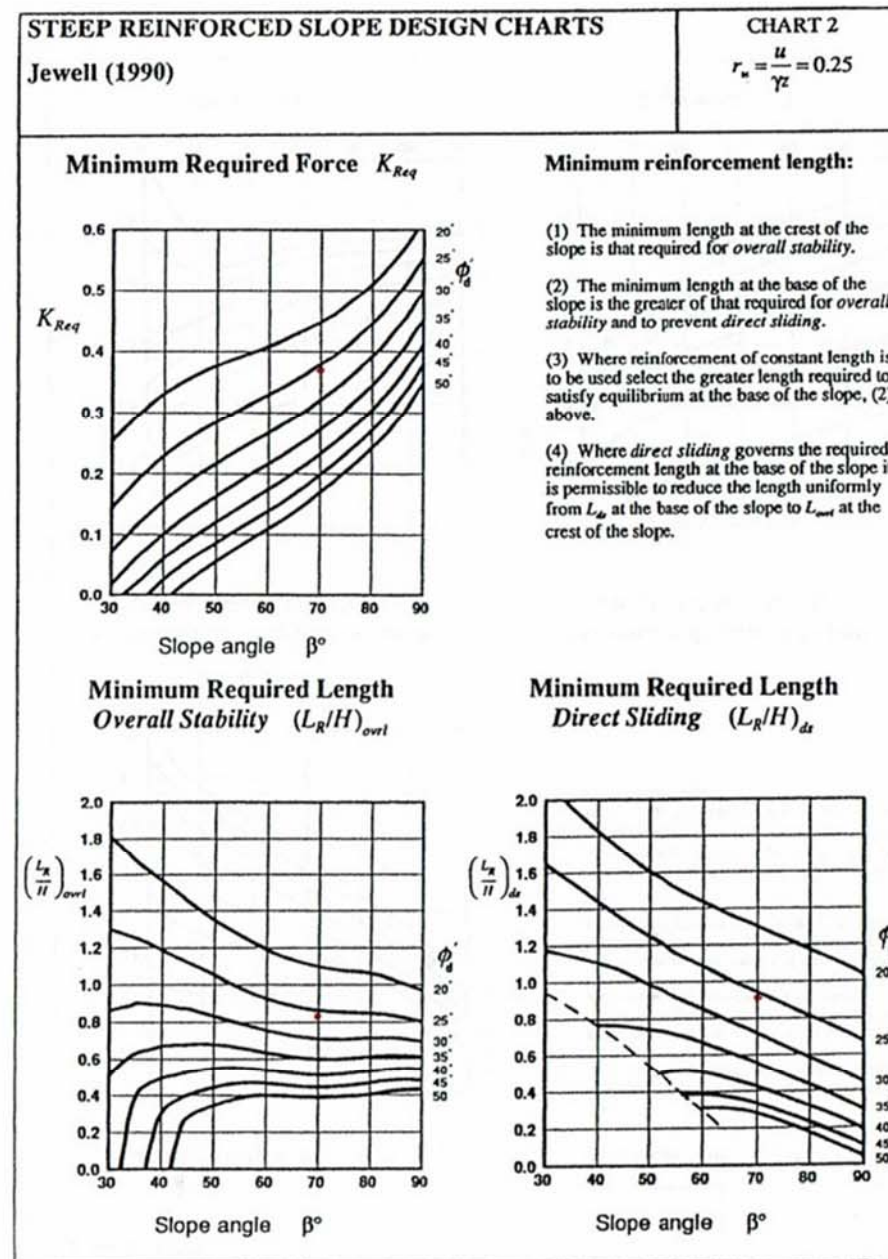 STEEP REINFORCED SLOPE DESIGN CHARTS
Jewell (1990)
CHART 2
r_u = u/γz = 0.25
Minimum Required Force K_Req
0.6
0.5
K_Req
0.4
0.3
0.2
0.1
0.0
30 40 50 60 70 80 90
20°
25°
ϕ'd
30°
35°
40°
45°
50°
Slope angle β°
Minimum reinforcement length:
(1) The minimum length at the crest of the
slope is that required for overall stability.
(2) The minimum length at the base of the
slope is the greater of that required for overall
stability and to prevent direct sliding.
(3) Where reinforcement of constant length is
to be used select the greater length required to
satisfy equilibrium at the base of the slope, (2)
above.
(4) Where direct sliding governs the required
reinforcement length at the base of the slope i
is permissible to reduce the length uniformly
from L_ds at the base of the slope to L_ovrl at the
crest of the slope.
Minimum Required Length
Overall Stability (L_R/H)_ovrl
2.0
1.8
1.6
(L_R/H)_ovrl
1.4
1.2
1.0
0.8
0.6
0.4
0.2
0.0
30 40 50 60 70 80 90
ϕ'd
20°
25°
30°
35°
40°
45°
50
Slope angle β°
Minimum Required Length
Direct Sliding (L_R/H)_ds
2.0
1.8
1.6
(L_R/H)_ds
1.4
1.2
1.0
0.8
0.6
0.4
0.2
0.0
30 40 50 60 70 80 90
ϕ
20
25
30
35
40
45
50
Slope angle β°